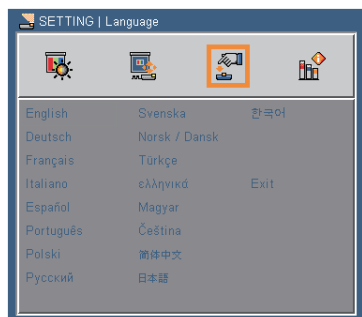 SETTING | Language
English Svenska 한국어
Deutsch Norsk / Dansk
Français Türkçe
Italiano ελληνικά Exit
Español Magyar
Português Čeština
Polski 简体中文
Русский 日本語